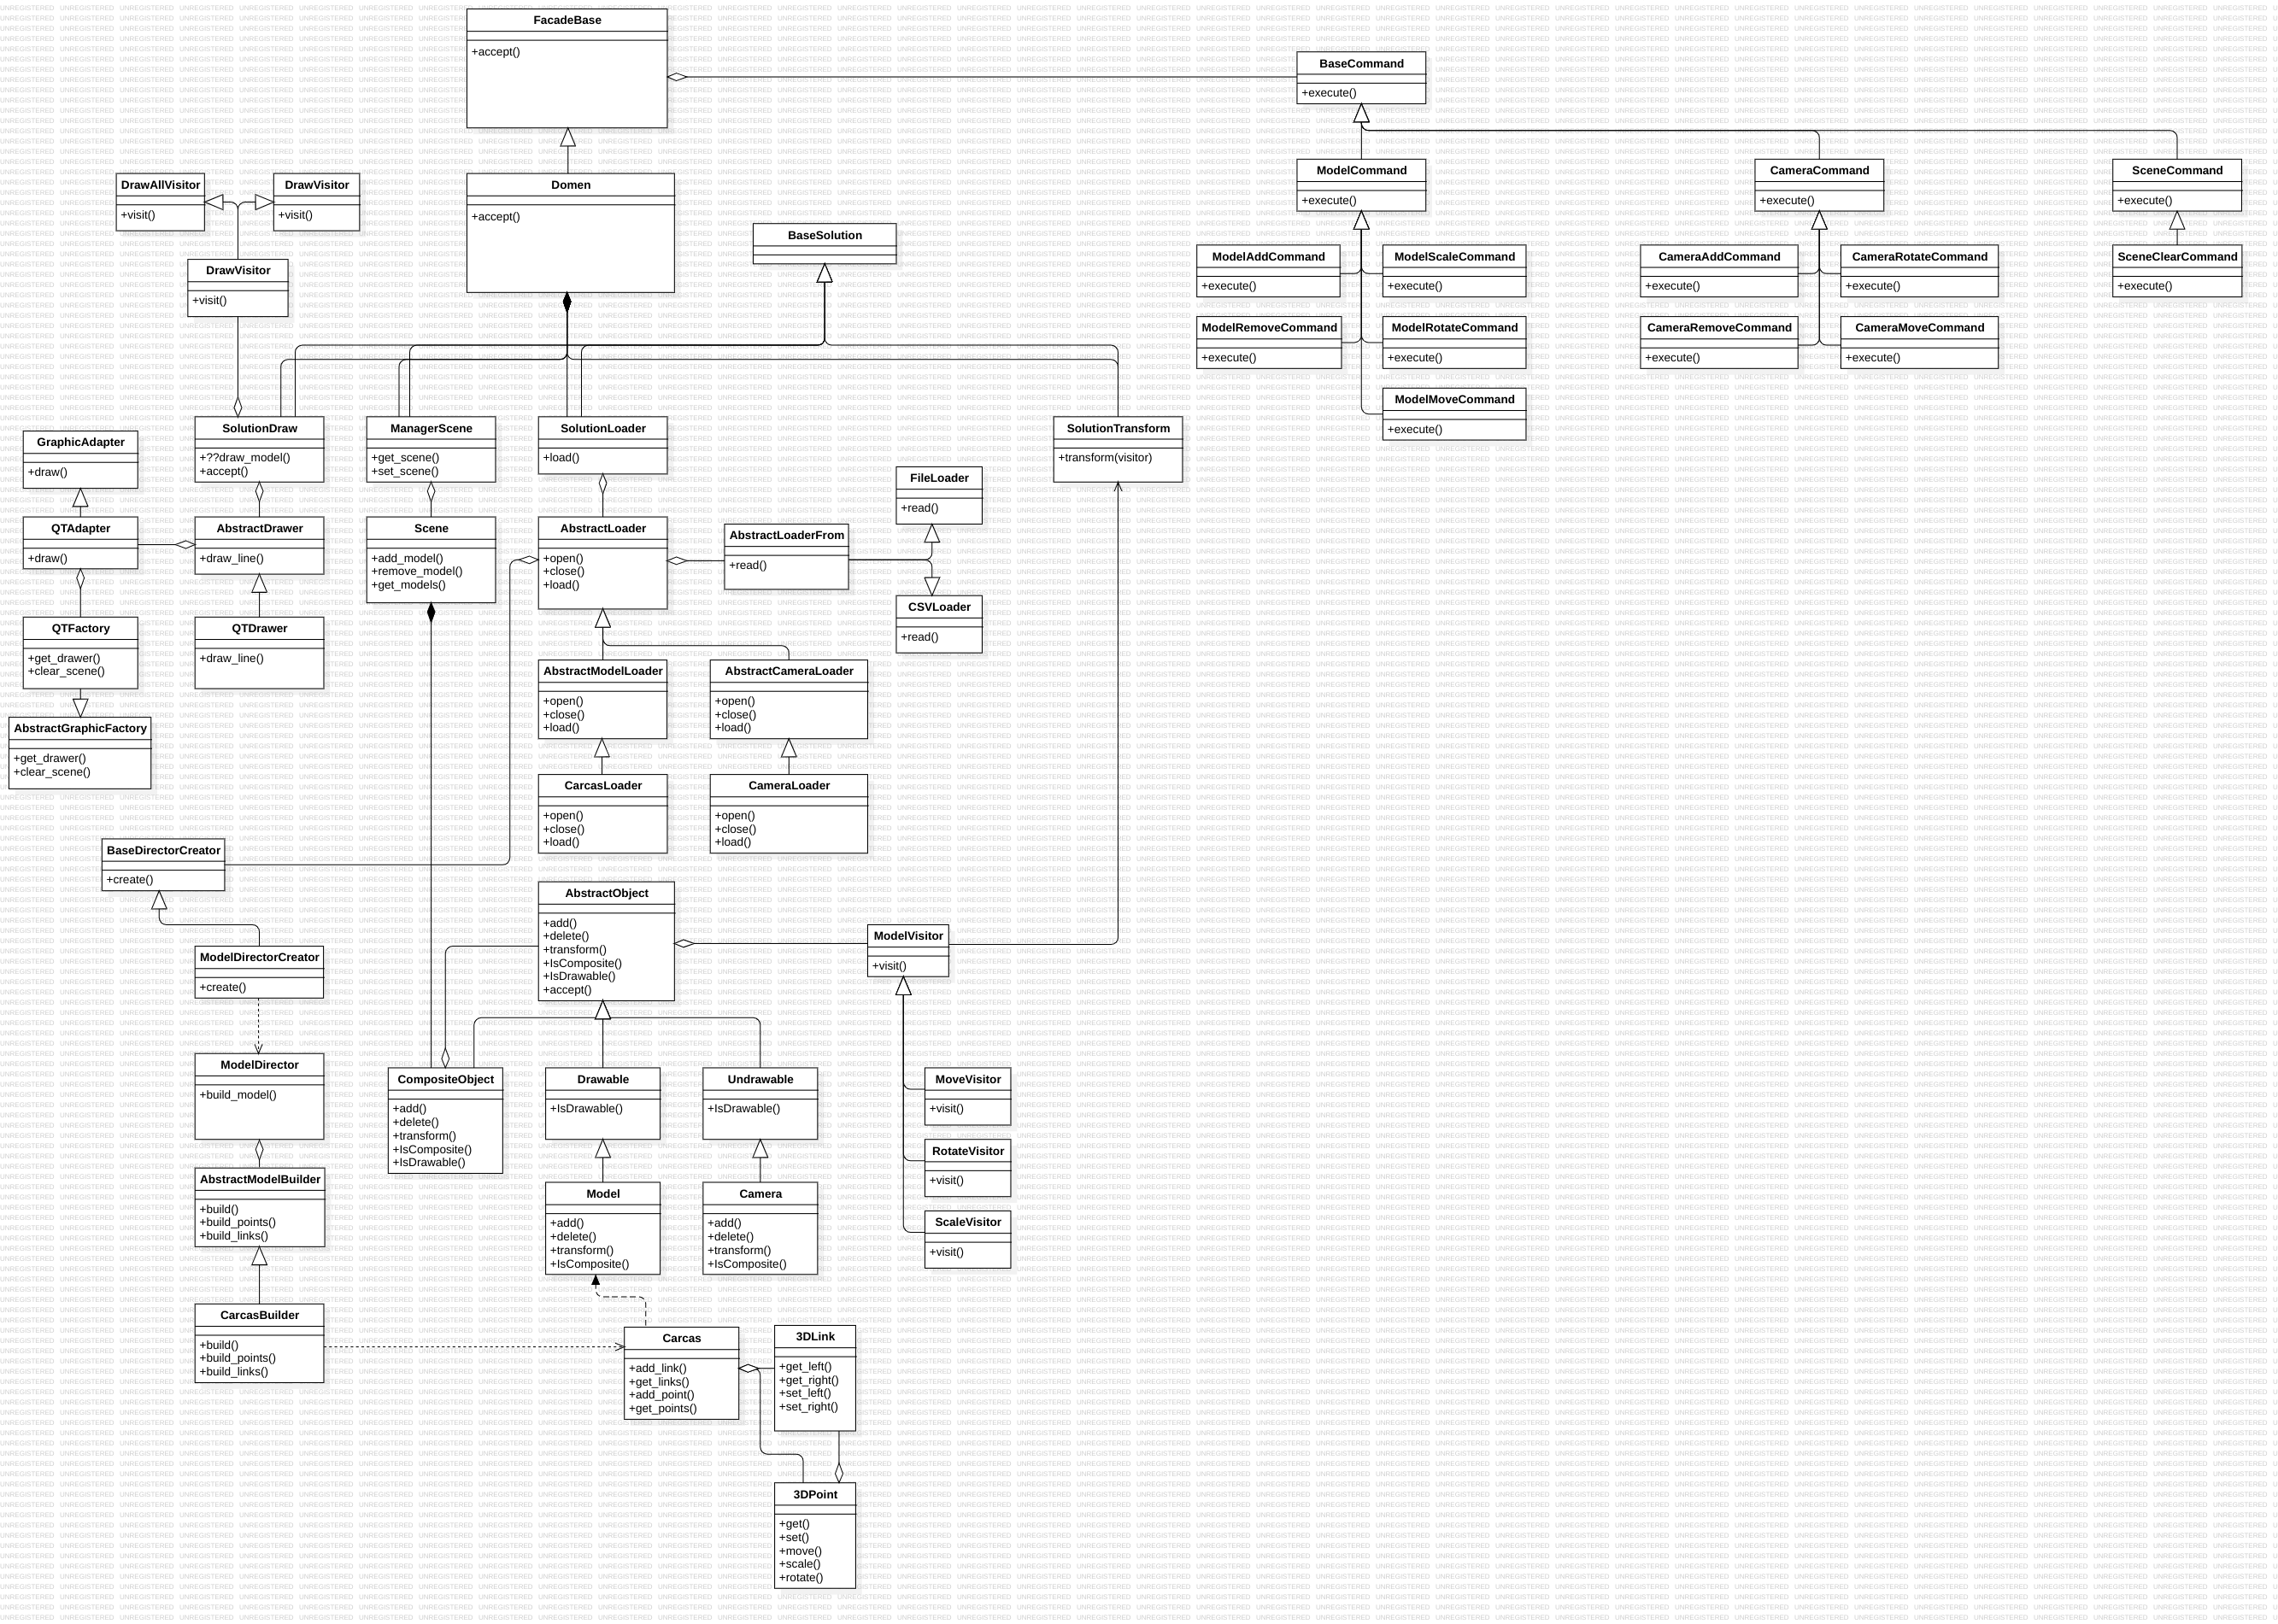 FacadeBase
+accept()
BaseCommand
+execute()
ModelCommand
+execute()
CameraCommand
+execute()
SceneCommand
+execute()
DrawAllVisitor
+visit()
DrawVisitor
+visit()
Domen
+accept()
BaseSolution
DrawVisitor
+visit()
ModelAddCommand
+execute()
ModelScaleCommand
+execute()
CameraAddCommand
+execute()
CameraRotateCommand
+execute()
SceneClearCommand
+execute()
ModelRemoveCommand
+execute()
ModelRotateCommand
+execute()
CameraRemoveCommand
+execute()
CameraMoveCommand
+execute()
ModelMoveCommand
+execute()
GraphicAdapter
+draw()
SolutionDraw
+??draw_model()
+accept()
ManagerScene
+get_scene()
+set_scene()
SolutionLoader
+load()
SolutionTransform
+transform(visitor)
FileLoader
+read()
QTAdapter
+draw()
AbstractDrawer
+draw_line()
Scene
+add_model()
+remove_model()
+get_models()
AbstractLoader
+open()
+close()
+load()
AbstractLoaderFrom
+read()
CSVLoader
+read()
QTFactory
+get_drawer()
+clear_scene()
QTDrawer
+draw_line()
AbstractModelLoader
+open()
+close()
+load()
AbstractCameraLoader
+open()
+close()
+load()
AbstractGraphicFactory
+get_drawer()
+clear_scene()
CarcasLoader
+open()
+close()
+load()
CameraLoader
+open()
+close()
+load()
BaseDirectorCreator
+create()
AbstractObject
+add()
+delete()
+transform()
+IsComposite()
+IsDrawable()
+accept()
ModelVisitor
+visit()
ModelDirectorCreator
+create()
ModelDirector
+build_model()
CompositeObject
+add()
+delete()
+transform()
+IsComposite()
+IsDrawable()
Drawable
+IsDrawable()
Undrawable
+IsDrawable()
MoveVisitor
+visit()
RotateVisitor
+visit()
AbstractModelBuilder
+build()
+build_points()
+build_links()
Model
+add()
+delete()
+transform()
+IsComposite()
Camera
+add()
+delete()
+transform()
+IsComposite()
ScaleVisitor
+visit()
CarcasBuilder
+build()
+build_points()
+build_links()
Carcas
+add_link()
+get_links()
+add_point()
+get_points()
3DLink
+get_left()
+get_right()
+set_left()
+set_right()
3DPoint
+get()
+set()
+move()
+scale()
+rotate()